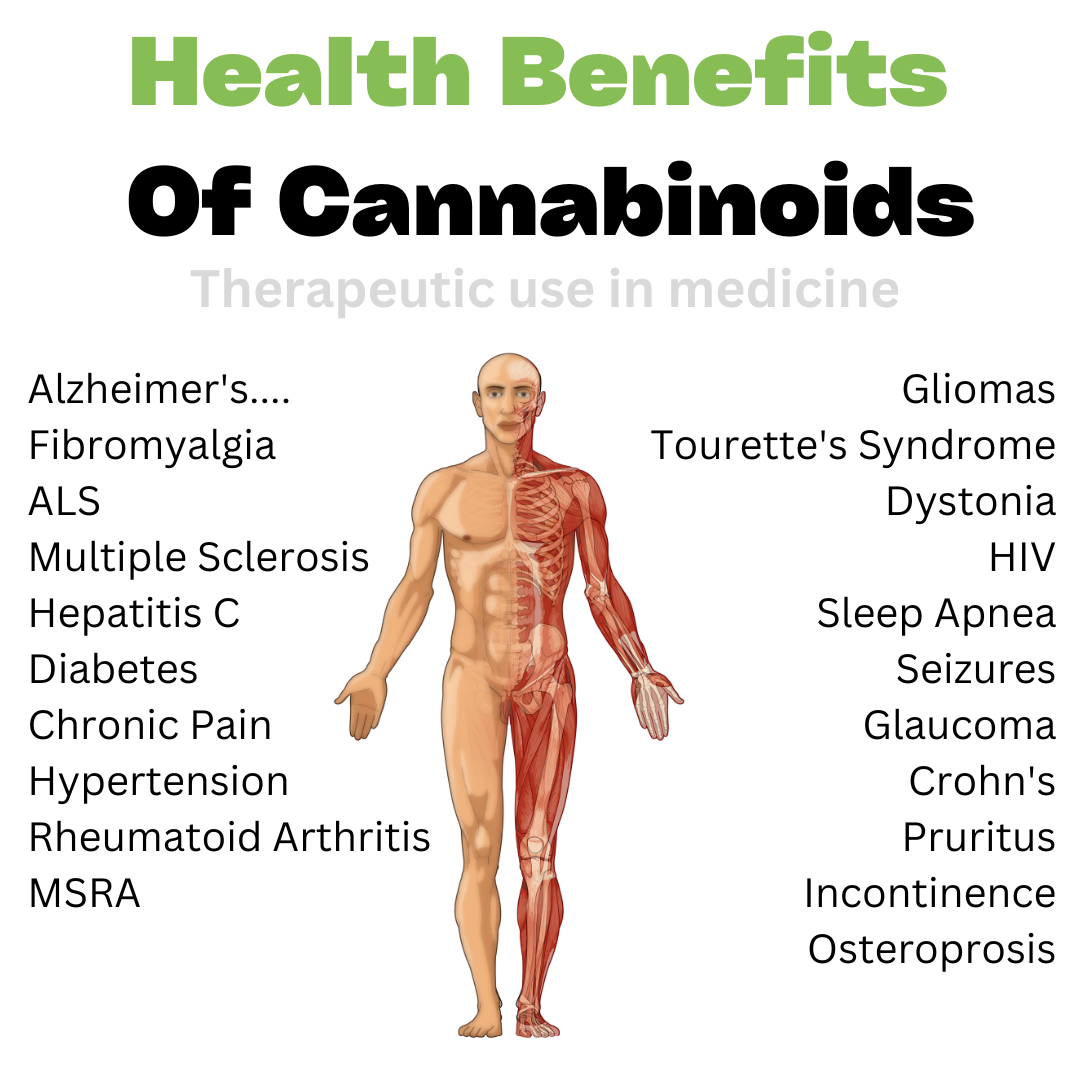 Health Benefits
Of Cannabinoids
Therapeutic use in medicine
Alzheimer's....
Fibromyalgia
ALS
Multiple Sclerosis
Hepatitis C
Diabetes
Chronic Pain
Hypertension
Rheumatoid Arthritis
MSRA
Gliomas
Tourette's Syndrome
Dystonia
HIV
Sleep Apnea
Seizures
Glaucoma
Crohn's
Pruritus
Incontinence
Osteroprosis